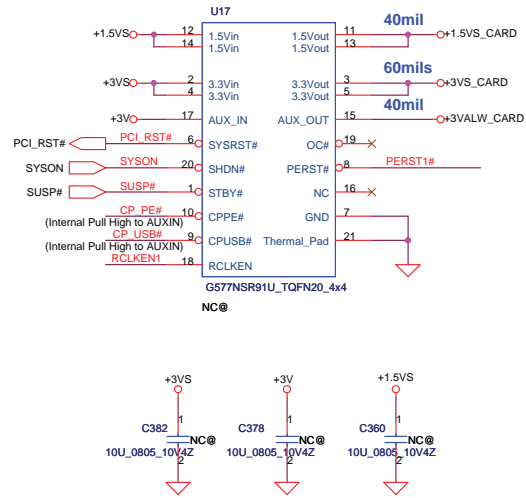 U17
40mil
+1.5VS 12 1.5Vin 1.5Vout 11 +1.5VS_CARD
14 1.5Vin 1.5Vout 13
60mils
+3VS 2 3.3Vin 3.3Vout 3 +3VS_CARD
4 3.3Vin 3.3Vout 5
40mil
+3V 17 AUX_IN AUX_OUT 15 +3VALW_CARD
PCI_RST# PCI_RST# 6 SYSRST# OC# 19
SYSON SYSON 20 SHDN# PERST# 8 PERST1#
SUSP# SUSP# 1 STBY# NC 16
CP_PE# 10 CPPE# GND 7
(Internal Pull High to AUXIN)
CP_USB# 9 CPUSB# Thermal_Pad 21
(Internal Pull High to AUXIN)
RCLKEN1 18 RCLKEN
G577NSR91U_TQFN20_4x4
NC@
+3VS +3V +1.5VS
1 1 1
C382 C378 C360
NC@ NC@ NC@
10U_0805_10V4Z 10U_0805_10V4Z 10U_0805_10V4Z
2 2 2